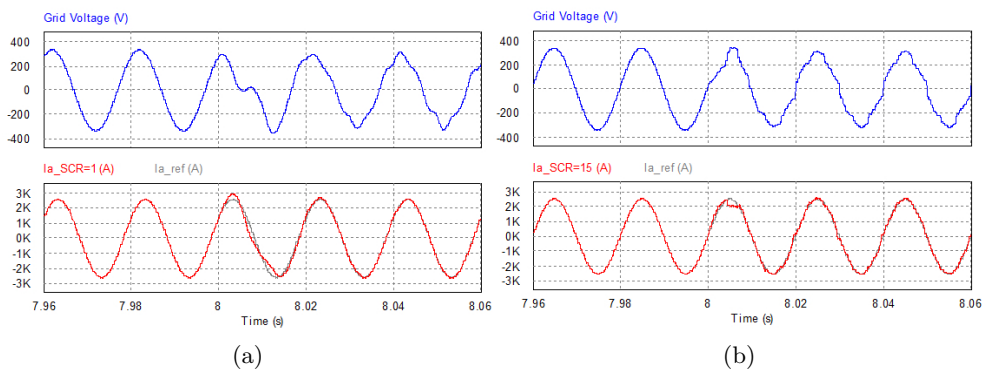 Grid Voltage (V)
400
200
0
-200
-400
Ia_SCR=1 (A) Ia_ref (A)
3K
2K
1K
0K
-1K
-2K
-3K
7.96 7.98 8 8.02 8.04 8.06
Time (s)
(a)
Grid Voltage (V)
400
200
0
-200
-400
Ia_SCR=15 (A) Ia_ref (A)
3K
2K
1K
0K
-1K
-2K
-3K
7.96 7.98 8 8.02 8.04 8.06
Time (s)
(b)